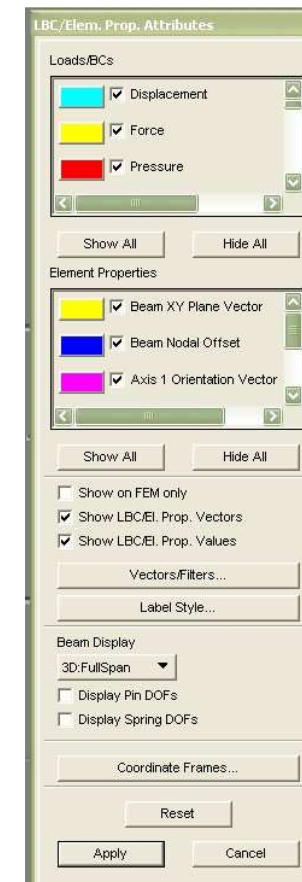 LBC/Elem. Prop. Attributes
Loads/BCs
Displacement
Force
Pressure
Show All Hide All
Element Properties
Beam XY Plane Vector
Beam Nodal Offset
Axis 1 Orientation Vector
Show All Hide All
Show on FEM only
Show LBC/El. Prop. Vectors
Show LBC/El. Prop. Values
Vectors/Filters...
Label Style...
Beam Display
3D:FullSpan
Display Pin DOFs
Display Spring DOFs
Coordinate Frames...
Reset
Apply Cancel